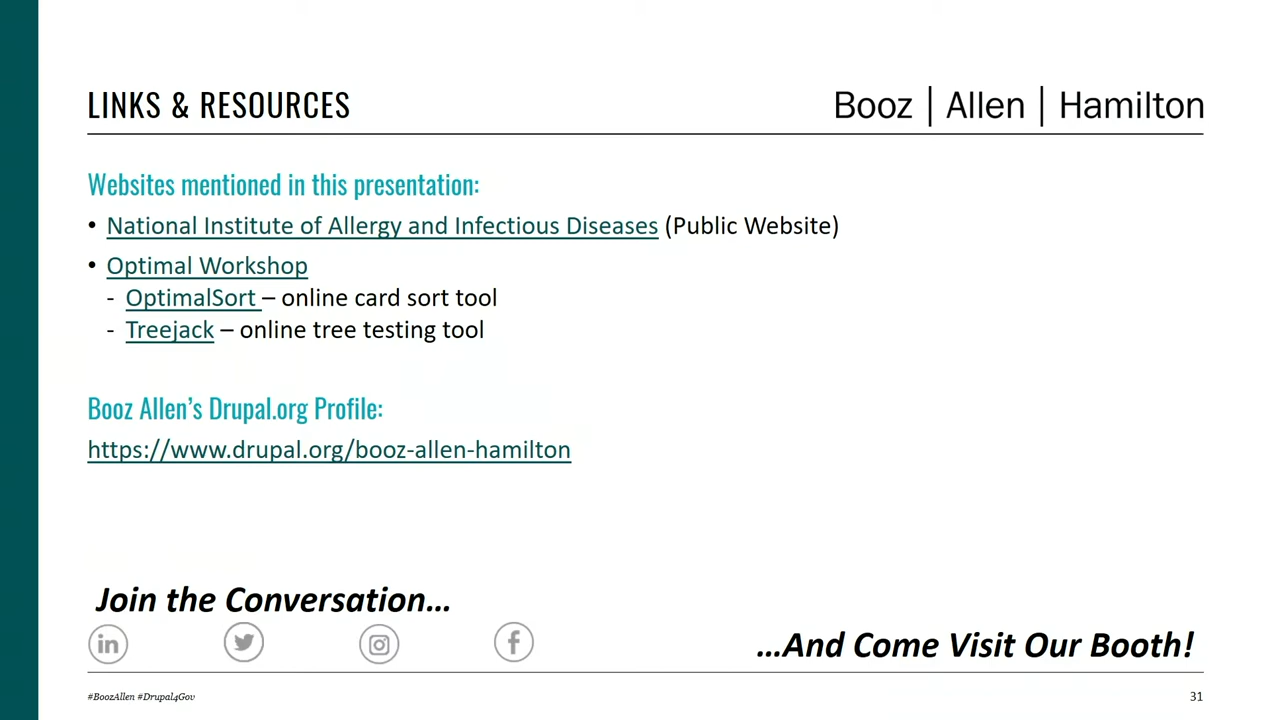 LINKS & RESOURCES
Booz | Allen | Hamilton
Websites mentioned in this presentation:
• National Institute of Allergy and Infectious Diseases (Public Website)
• Optimal Workshop
- OptimalSort – online card sort tool
- Treejack – online tree testing tool
Booz Allen’s Drupal.org Profile:
https://www.drupal.org/booz-allen-hamilton
Join the Conversation...
in
f
...And Come Visit Our Booth!
#BoozAllen #Drupal4Gov
31